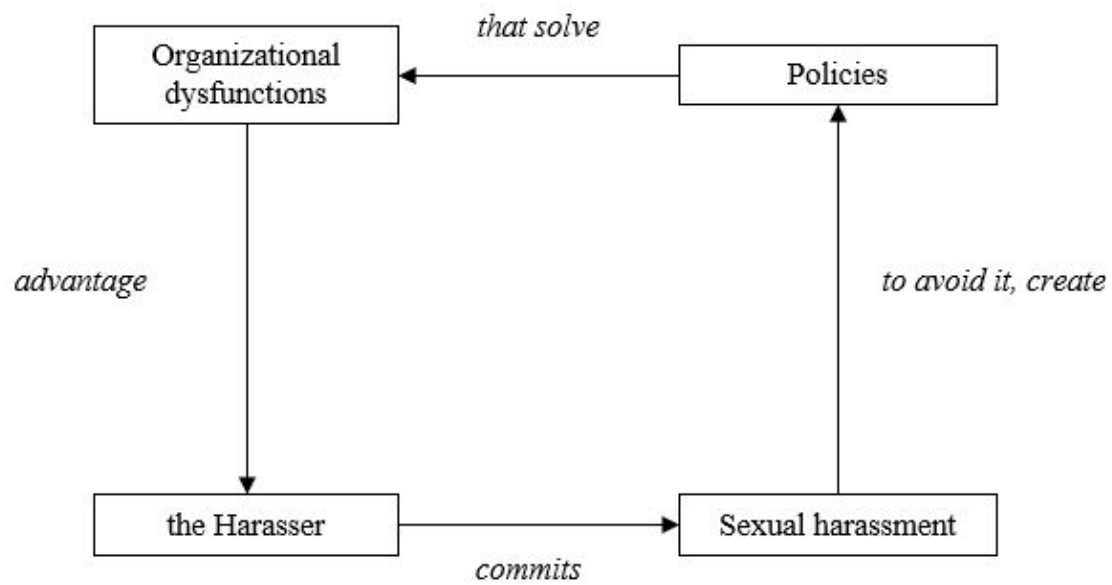 that solve
Organizational
dysfunctions
Policies
advantage
to avoid it, create
the Harasser
Sexual harassment
commits